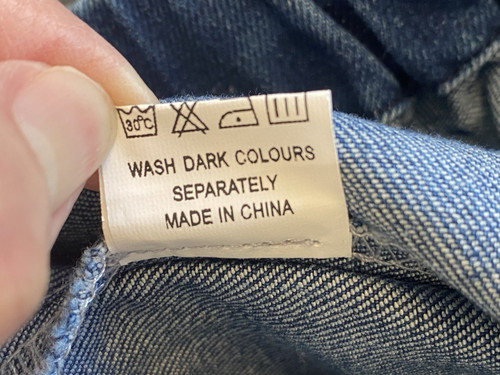 30°C
WASH DARK COLOURS
SEPARATELY
MADE IN CHINA